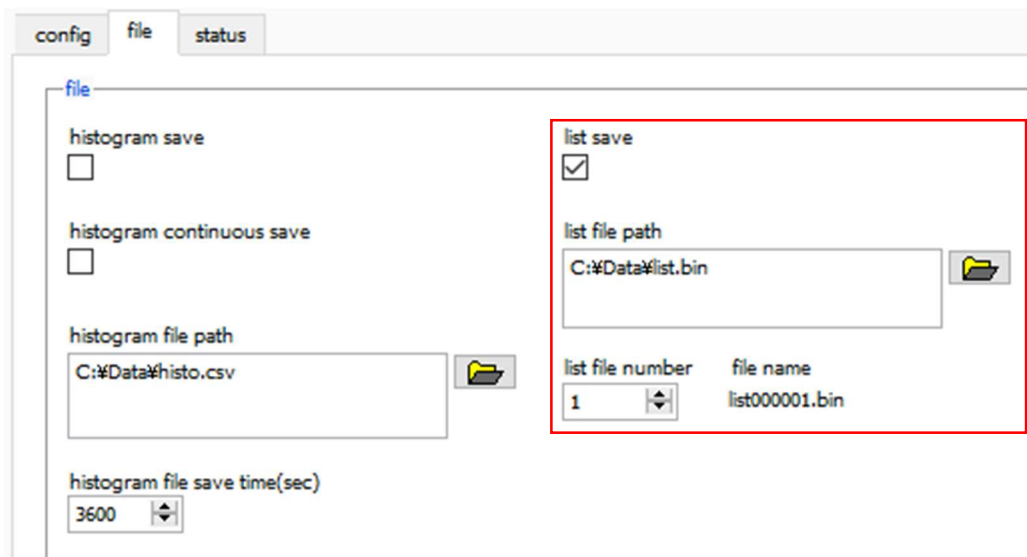 config
file
status
file
histogram save
histogram continuous save
histogram file path
C:¥Data¥histo.csv
histogram file save time(sec)
3600
list save
list file path
C:¥Data¥list.bin
list file number
file name
1
list000001.bin